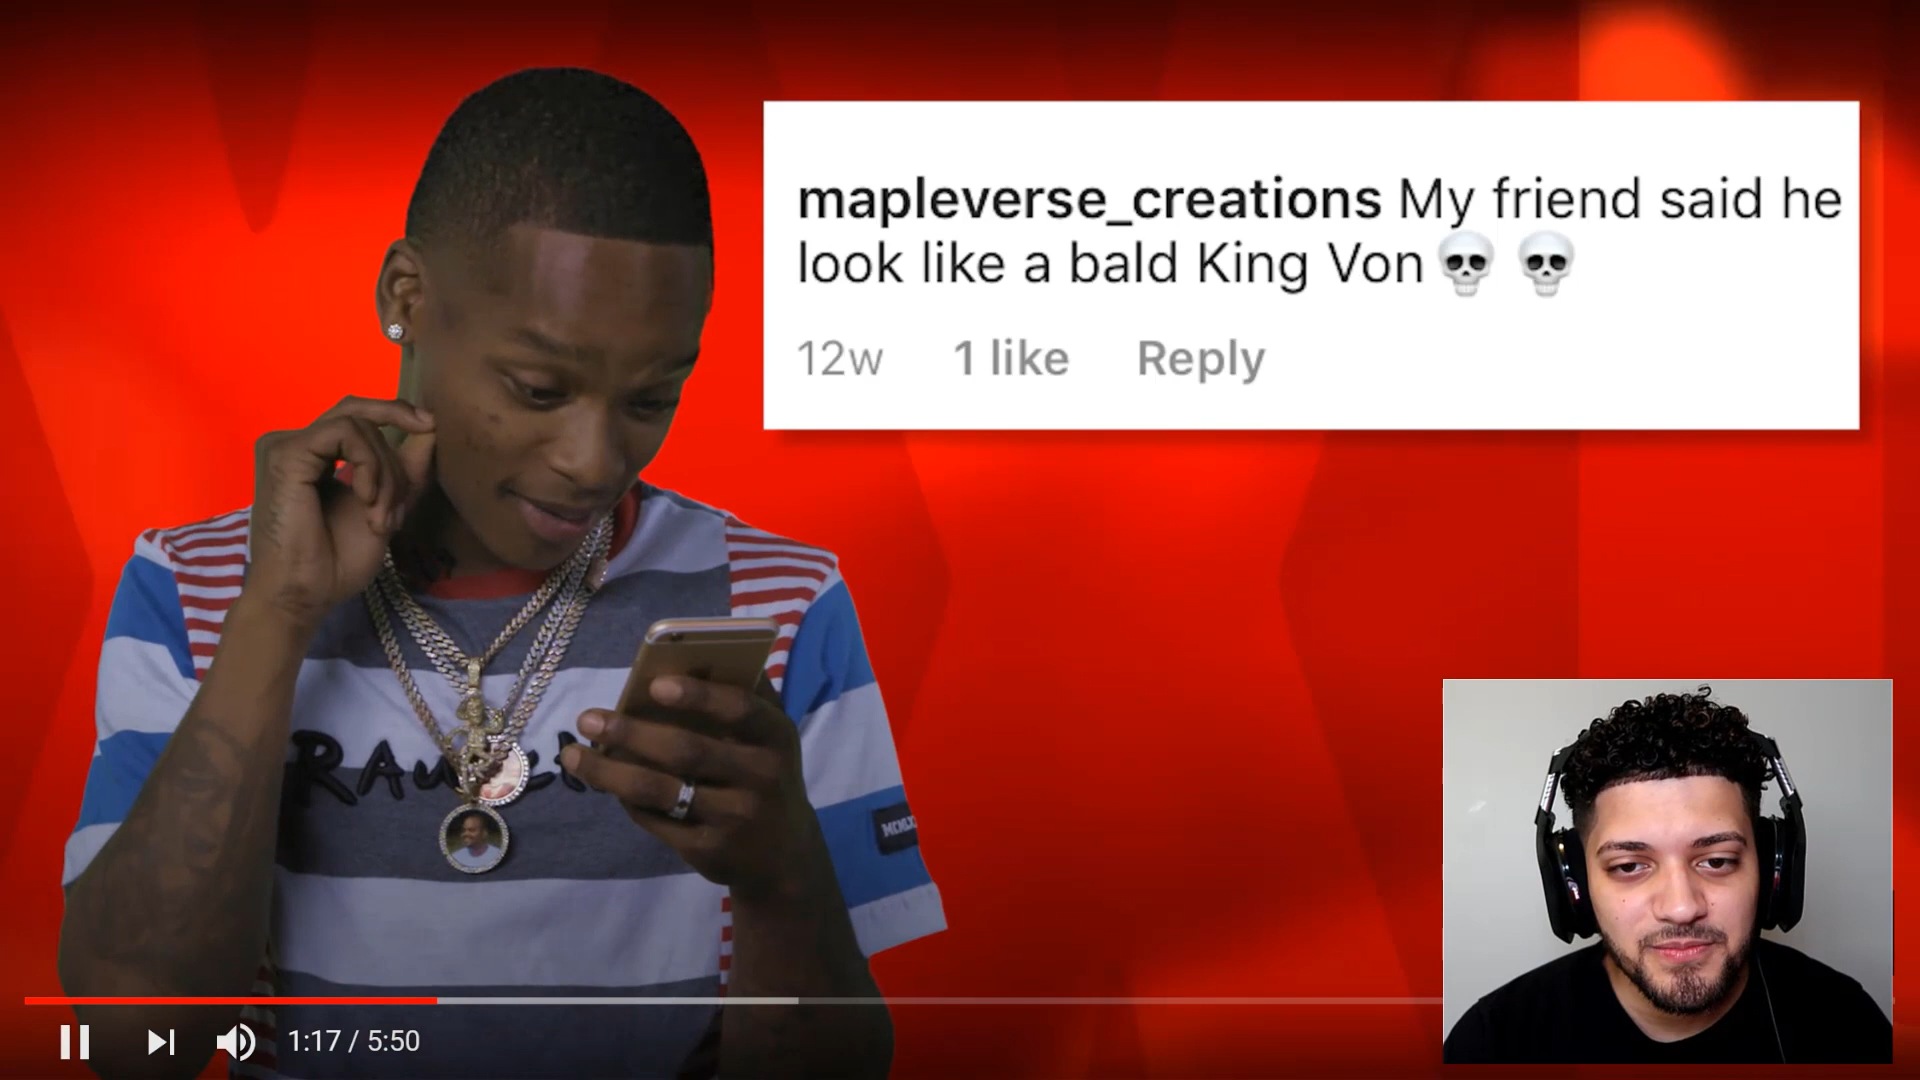 mapleverse_creations My friend said he
look like a bald King Von💀 💀
12w 1 like Reply
1:17 / 5:50